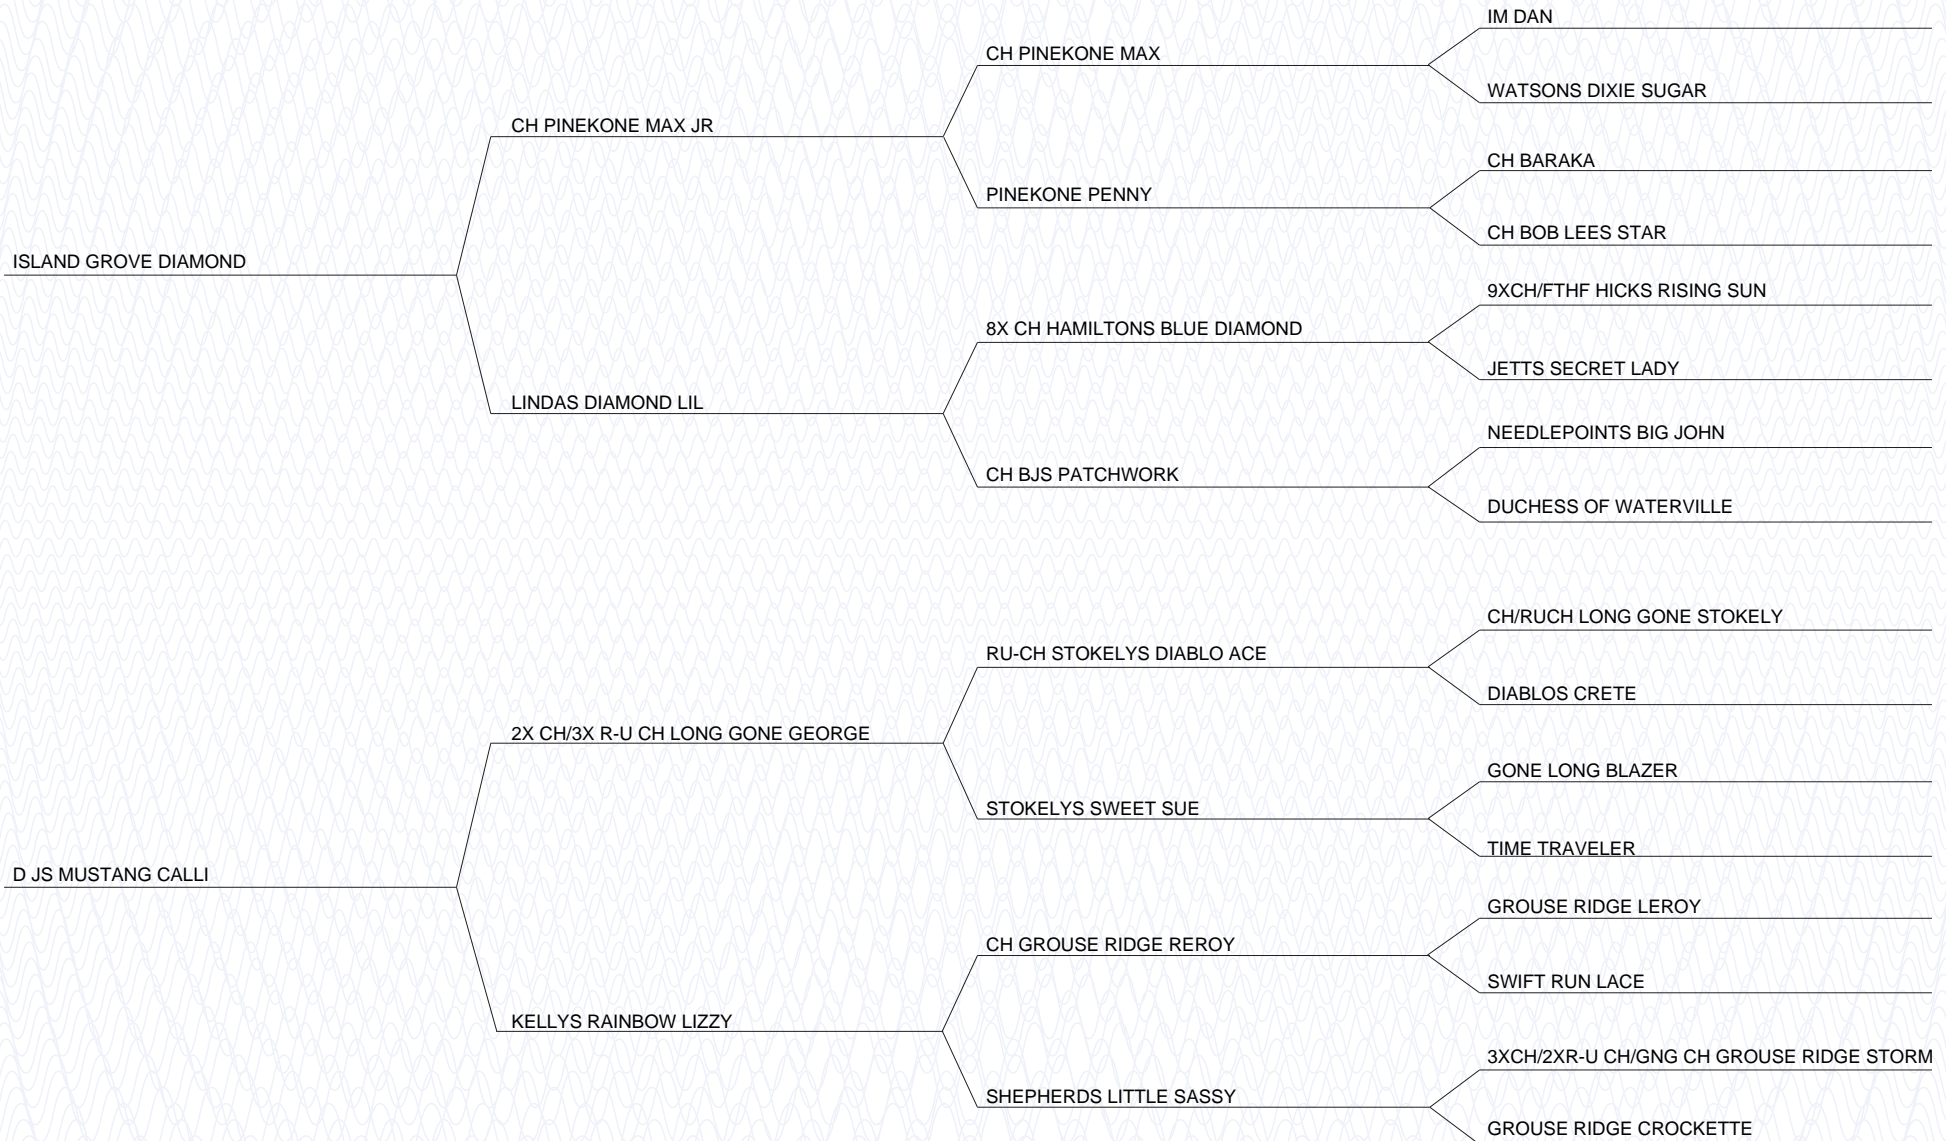 IM DAN
CH PINEKONE MAX
WATSONS DIXIE SUGAR
CH PINEKONE MAX JR
CH BARAKA
PINEKONE PENNY
CH BOB LEES STAR
ISLAND GROVE DIAMOND
9XCH/FTHF HICKS RISING SUN
8X CH HAMILTONS BLUE DIAMOND
JETTS SECRET LADY
LINDAS DIAMOND LIL
NEEDLEPOINTS BIG JOHN
CH BJS PATCHWORK
DUCHESS OF WATERVILLE
CH/RUCH LONG GONE STOKELY
RU-CH STOKELYS DIABLO ACE
DIABLOS CRETE
2X CH/3X R-U CH LONG GONE GEORGE
GONE LONG BLAZER
STOKELYS SWEET SUE
TIME TRAVELER
D JS MUSTANG CALLI
GROUSE RIDGE LEROY
CH GROUSE RIDGE REROY
SWIFT RUN LACE
KELLYS RAINBOW LIZZY
3XCH/2XR-U CH/GNG CH GROUSE RIDGE STORM
SHEPHERDS LITTLE SASSY
GROUSE RIDGE CROCKETTE